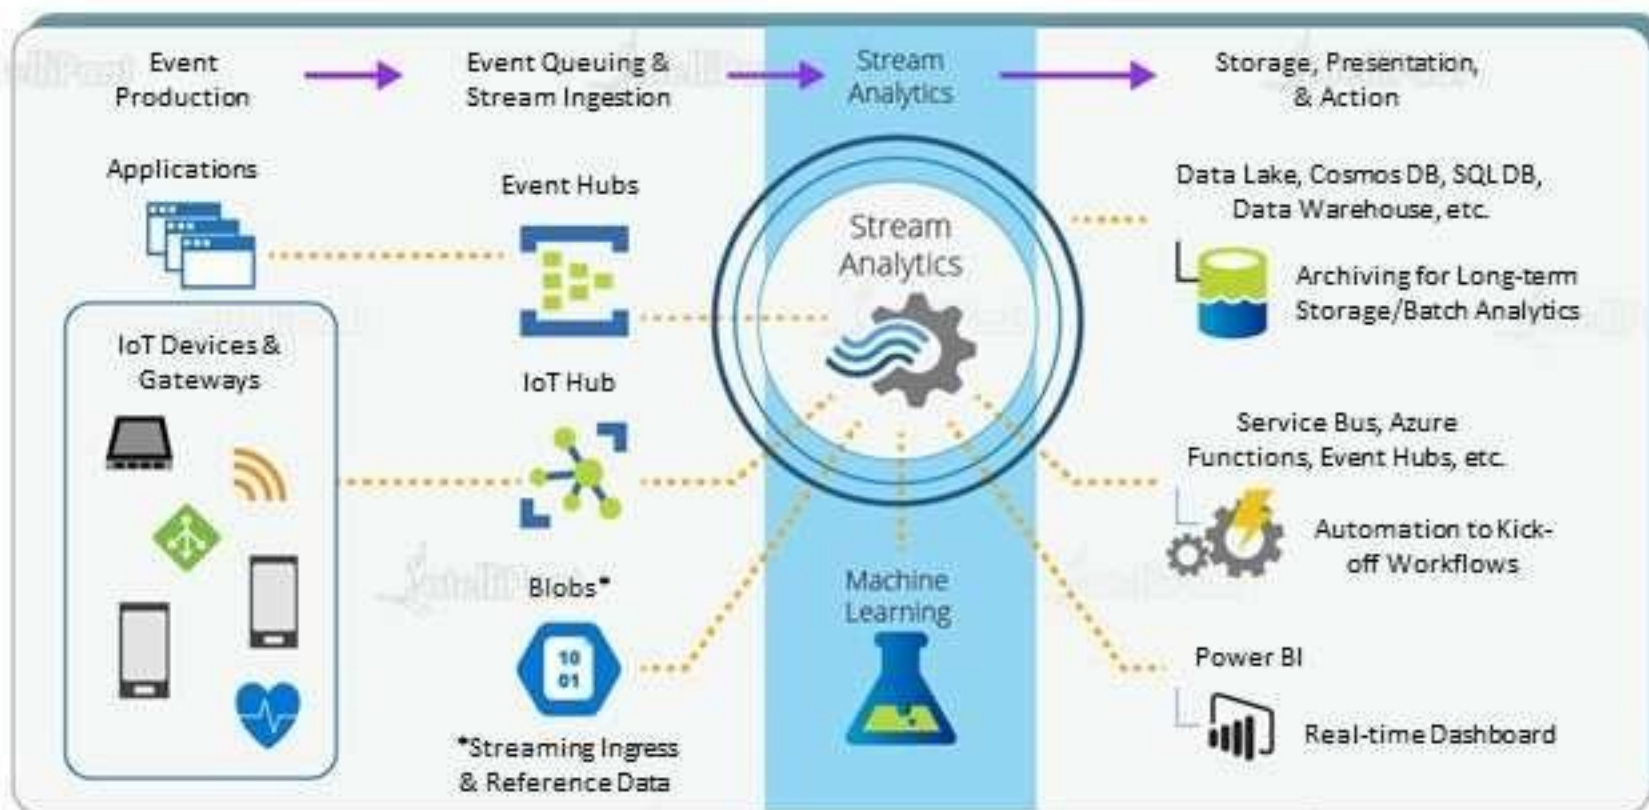 Event
Production
Event Queuing &
Stream Ingestion
Stream
Analytics
Storage, Presentation,
& Action
Applications
IoT Devices &
Gateways
Event Hubs
IoT Hub
Blobs*
10
01
*Streaming Ingress
& Reference Data
Stream
Analytics
Machine
Learning
Data Lake, Cosmos DB, SQL DB,
Data Warehouse, etc.
Archiving for Long-term
Storage/Batch Analytics
Service Bus, Azure
Functions, Event Hubs, etc.
Automation to Kick-
off Workflows
Power BI
Real-time Dashboard